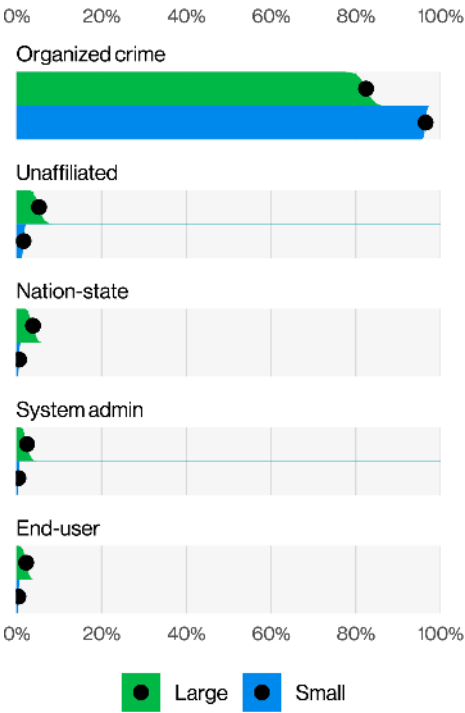 0% 20% 40% 60% 80% 100%
Organized crime
Unaffiliated
Nation-state
System admin
End-user
0% 20% 40% 60% 80% 100%
Large Small